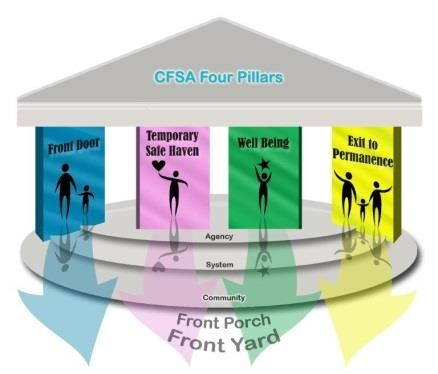 CFSA Four Pillars
Front Door
Temporary
Safe Haven
Well Being
Exit to
Permanence
Agency
System
Community
Front Porch
Front Yard